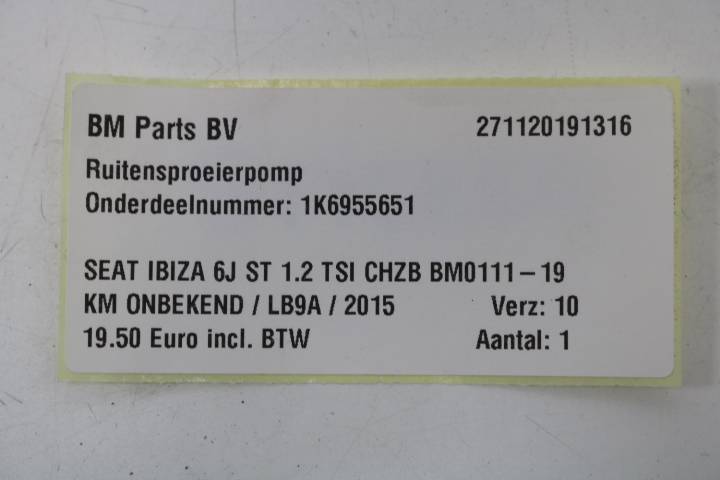 BM Parts BV 271120191316
Ruitensproeierpomp
Onderdeelnummer: 1K6955651
SEAT IBIZA 6J ST 1.2 TSI CHZB BM0111-19
KM ONBEKEND / LB9A / 2015 Verz: 10
19.50 Euro incl. BTW Aantal: 1